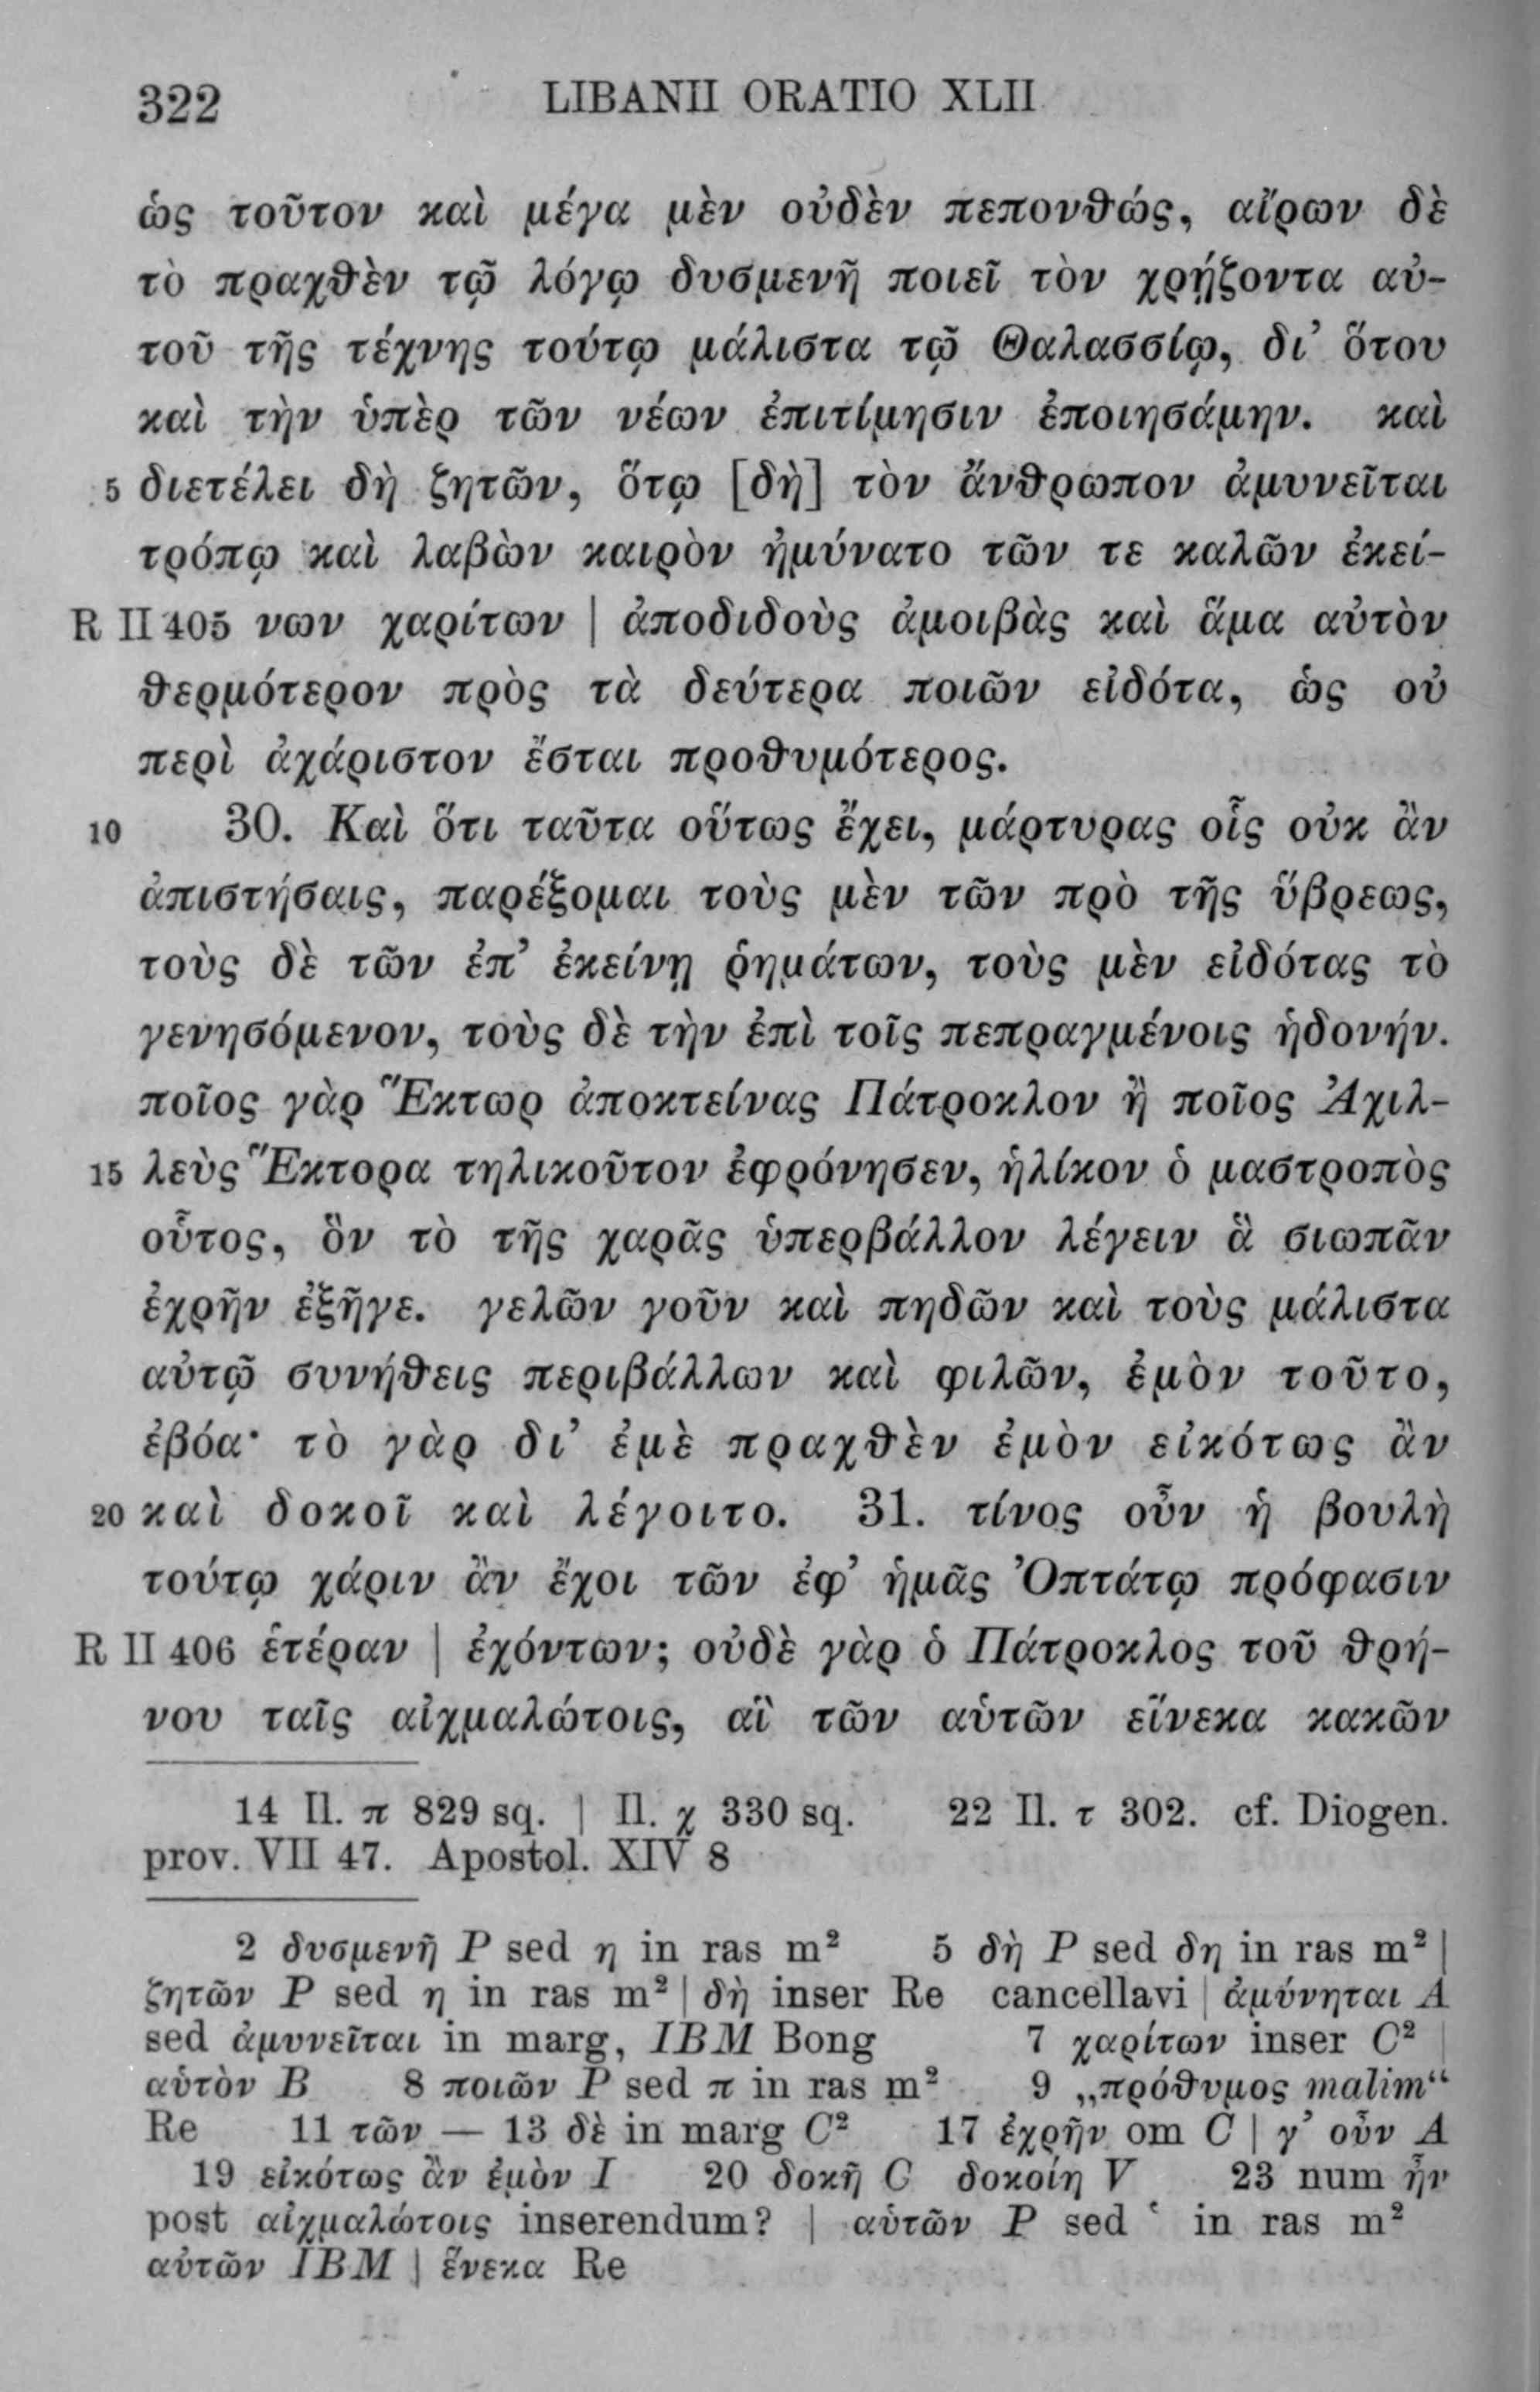 322 LIBANII ORATIO XLII
ὡς τοῦτον καὶ μέγα μὲν οὐδὲν πεπονθώς, αἴρων δὲ
τὸ πραχθὲν τῷ λόγῳ δυσμενῆ ποιεῖ τὸν χρῄζοντα αὐ-
τοῦ τῆς τέχνης τούτῳ μάλιστα τῷ Θαλασσίῳ, δι’ ὅτου
καὶ τὴν ὑπὲρ τῶν νέων ἐπιτίμησιν ἐποιησάμην. καὶ
5 διετέλει δὴ ζητῶν, ὅτῳ [δὴ] τὸν ἄνθρωπον ἀμυνεῖται
τρόπῳ καὶ λαβὼν καιρὸν ἠμύνατο τῶν τε καλῶν ἐκεί-
R II 405 νων χαρίτων | ἀποδιδοὺς ἀμοιβὰς καὶ ἅμα αὐτὸν
θερμότερον πρὸς τὰ δεύτερα ποιῶν εἰδότα, ὡς οὐ
περὶ ἀχάριστον ἔσται προθυμότερος.
10 30. Καὶ ὅτι ταῦτα οὕτως ἔχει, μάρτυρας οἷς οὐκ ἂν
ἀπιστήσαις, παρέξομαι τοὺς μὲν τῶν πρὸ τῆς ὕβρεως,
τοὺς δὲ τῶν ἐπ’ ἐκείνῃ ῥημάτων, τοὺς μὲν εἰδότας τὸ
γενησόμενον, τοὺς δὲ τὴν ἐπὶ τοῖς πεπραγμένοις ἡδονήν.
ποῖος γὰρ Ἕκτωρ ἀποκτείνας Πάτροκλον ἢ ποῖος Ἀχιλ-
15 λεὺς Ἕκτορα τηλικοῦτον ἐφρόνησεν, ἡλίκον ὁ μαστροπὸς
οὗτος, ὃν τὸ τῆς χαρᾶς ὑπερβάλλον λέγειν ἃ σιωπᾶν
ἐχρῆν ἐξῆγε. γελῶν γοῦν καὶ πηδῶν καὶ τοὺς μάλιστα
αὐτῷ συνήθεις περιβάλλων καὶ φιλῶν, ἐμὸν τοῦτο,
ἐβόα· τὸ γὰρ δι’ ἐμὲ πραχθὲν ἐμὸν εἰκότως ἂν
20 καὶ δοκοῖ καὶ λέγοιτο. 31. τίνος οὖν ἡ βουλὴ
τούτῳ χάριν ἂν ἔχοι τῶν ἐφ’ ἡμᾶς Ὀπτάτῳ πρόφασιν
R II 406 ἑτέραν | ἐχόντων; οὐδὲ γὰρ ὁ Πάτροκλος τοῦ θρή-
νου ταῖς αἰχμαλώτοις, αἳ τῶν αὑτῶν εἵνεκα κακῶν
14 Il. π 829 sq. | Il. χ 330 sq. 22 Il. τ 302. cf. Diogen.
prov. VII 47. Apostol. XIV 8
2 δυσμενῆ P sed η in ras m² 5 δὴ P sed δη in ras m² |
ζητῶν P sed η in ras m² | δὴ inser Re cancellavi | ἀμύνηται A
sed ἀμυνεῖται in marg, IBM Bong 7 χαρίτων inser C² |
αὑτὸν B 8 ποιῶν P sed π in ras m² 9 „πρόθυμος malim“
Re 11 τῶν — 13 δὲ in marg C² 17 ἐχρῆν om C | γ’ οὖν A
19 εἰκότως ἂν ἐμὸν I 20 δοκῇ C δοκοίη V 23 num ἦν
post αἰχμαλώτοις inserendum? | αὑτῶν P sed ῾ in ras m²
αὐτῶν IBM | ἕνεκα Re